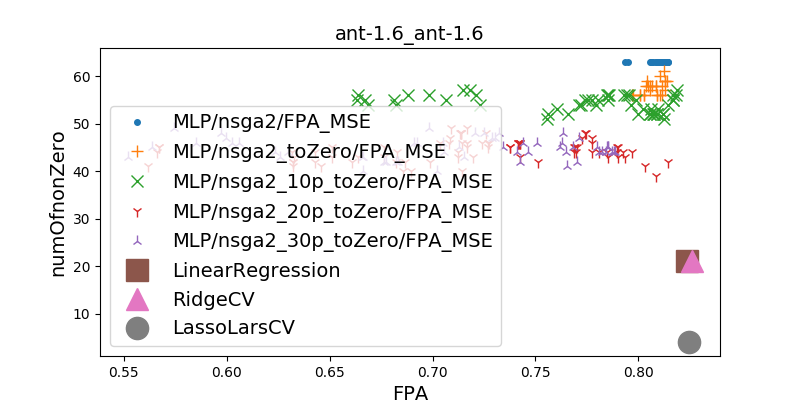 ant-1.6_ant-1.6
numOfnonZero
60
50
40
30
20
10
MLP/nsga2/FPA_MSE
MLP/nsga2_toZero/FPA_MSE
MLP/nsga2_10p_toZero/FPA_MSE
MLP/nsga2_20p_toZero/FPA_MSE
MLP/nsga2_30p_toZero/FPA_MSE
LinearRegression
RidgeCV
LassoLarsCV
0.55 0.60 0.65 0.70 0.75 0.80
FPA